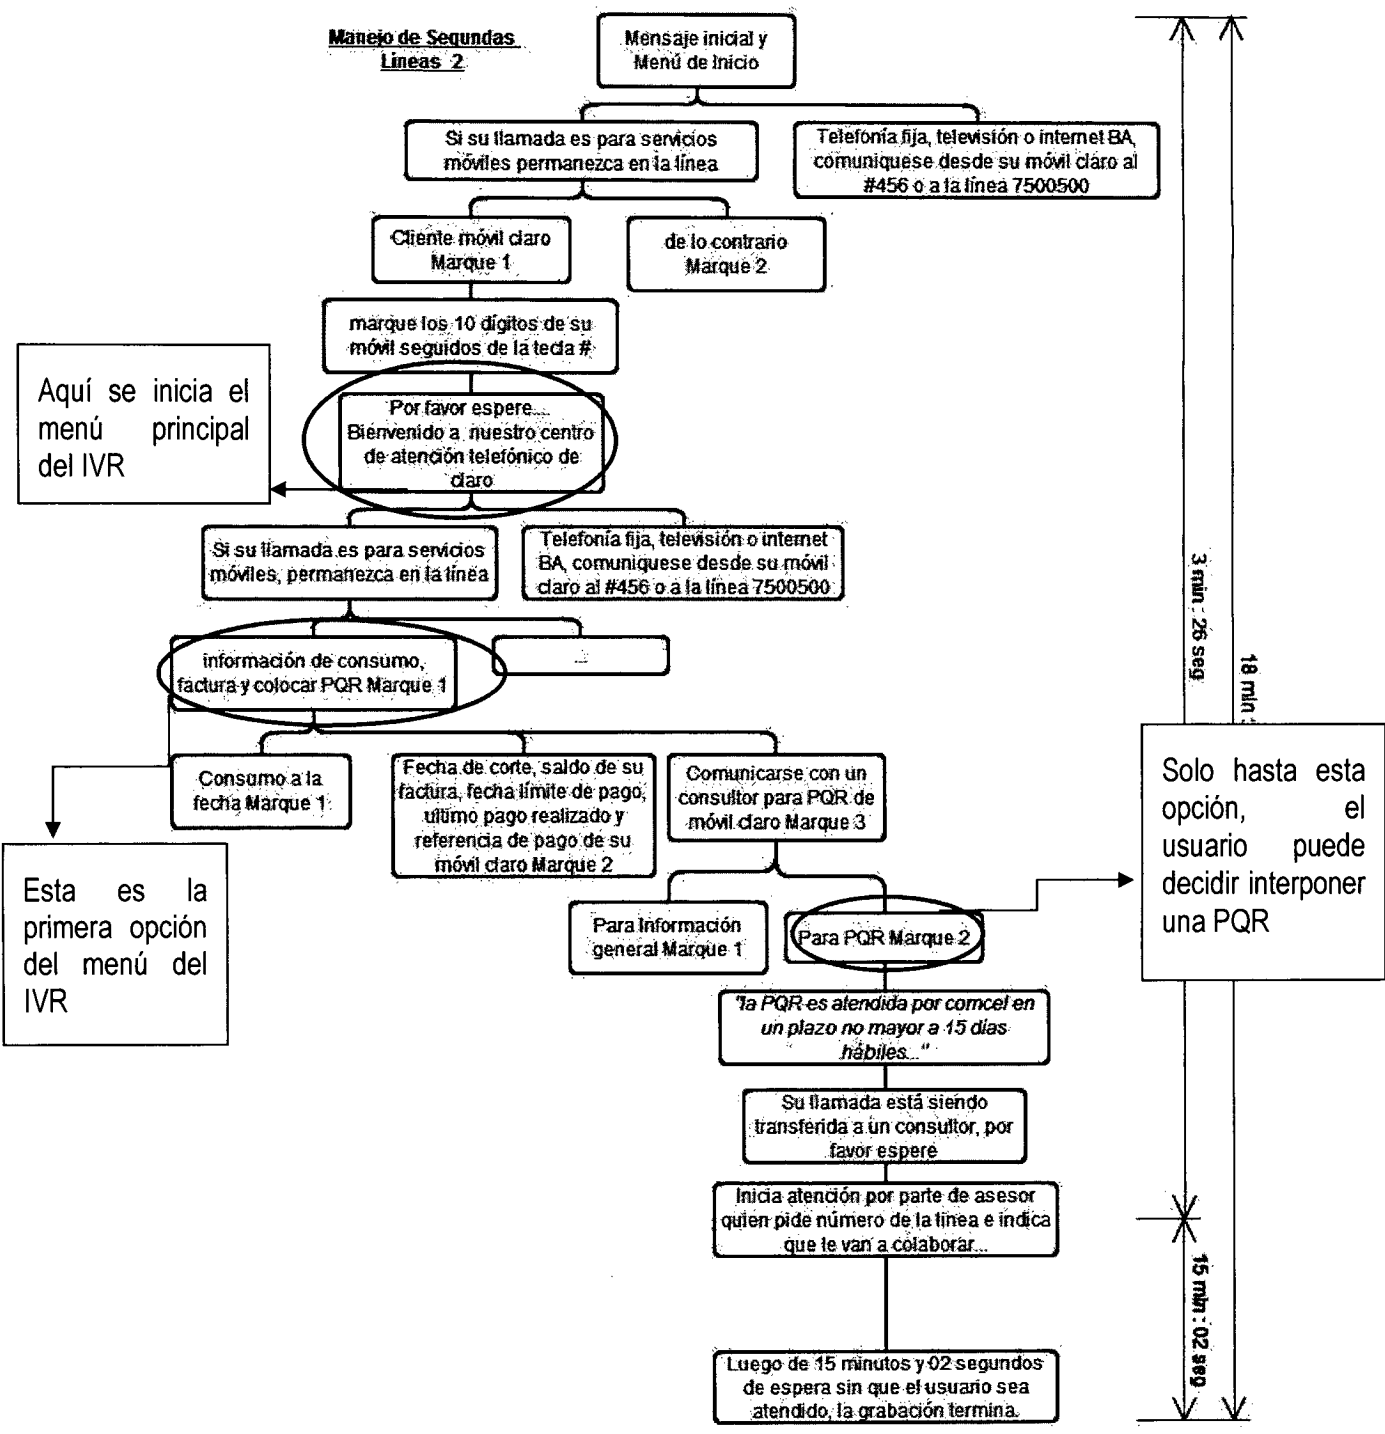 Manejo de Segundas
Líneas 2
Mensaje inicial y
Menú de Inicio
Si su llamada es para servicios
móviles permanezca en la línea
Telefonía fija, televisión o internet BA,
comuniquese desde su móvil claro al
#456 o a la línea 7500500
Cliente móvil claro
Marque 1
de lo contrario
Marque 2
marque los 10 dígitos de su
móvil seguidos de la tecla #
Aquí se inicia el
menú principal
del IVR
Por favor espere...
Bienvenido a nuestro centro
de atención telefónico de
claro
Si su llamada es para servicios
móviles, permanezca en la línea
Telefonía fija, televisión o internet
BA, comuniquese desde su móvil
claro al #456 o a la línea 7500500
información de consumo,
factura y colocar PQR Marque 1
...
3 min : 26 seg
18 min :
Consumo a la
fecha Marque 1
Fecha de corte, saldo de su
factura, fecha límite de pago,
ultimo pago realizado y
referencia de pago de su
móvil claro Marque 2
Comunicarse con un
consultor para PQR de
móvil claro Marque 3
Solo hasta esta
opción, el
usuario puede
decidir interponer
una PQR
Esta es la
primera opción
del menú del
IVR
Para Información
general Marque 1
Para PQR Marque 2
"la PQR es atendida por comcel en
un plazo no mayor a 15 días
hábiles..."
Su llamada está siendo
transferida a un consultor, por
favor espere
Inicia atención por parte de asesor
quien pide número de la línea e indica
que le van a colaborar...
15 min : 02 seg
Luego de 15 minutos y 02 segundos
de espera sin que el usuario sea
atendido, la grabación termina.